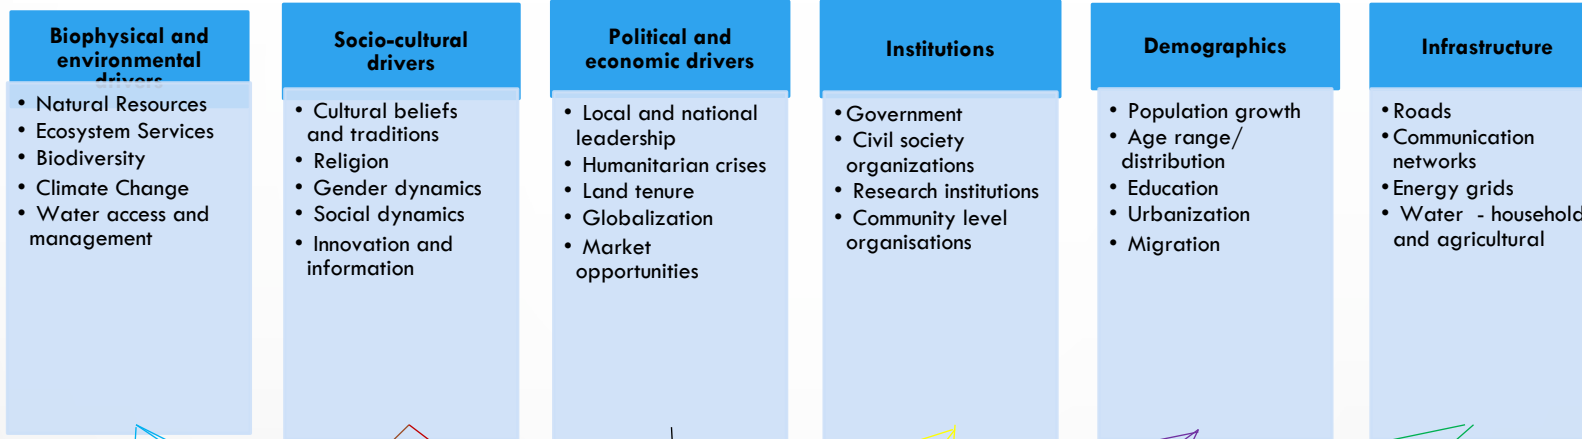 Biophysical and
environmental
drivers
• Natural Resources
• Ecosystem Services
• Biodiversity
• Climate Change
• Water access and
management
Socio-cultural
drivers
• Cultural beliefs
and traditions
• Religion
• Gender dynamics
• Social dynamics
• Innovation and
information
Political and
economic drivers
• Local and national
leadership
• Humanitarian crises
• Land tenure
• Globalization
• Market
opportunities
Institutions
• Government
• Civil society
organizations
• Research institutions
• Community level
organisations
Demographics
• Population growth
• Age range/
distribution
• Education
• Urbanization
• Migration
Infrastructure
• Roads
• Communication
networks
• Energy grids
• Water - household
and agricultural